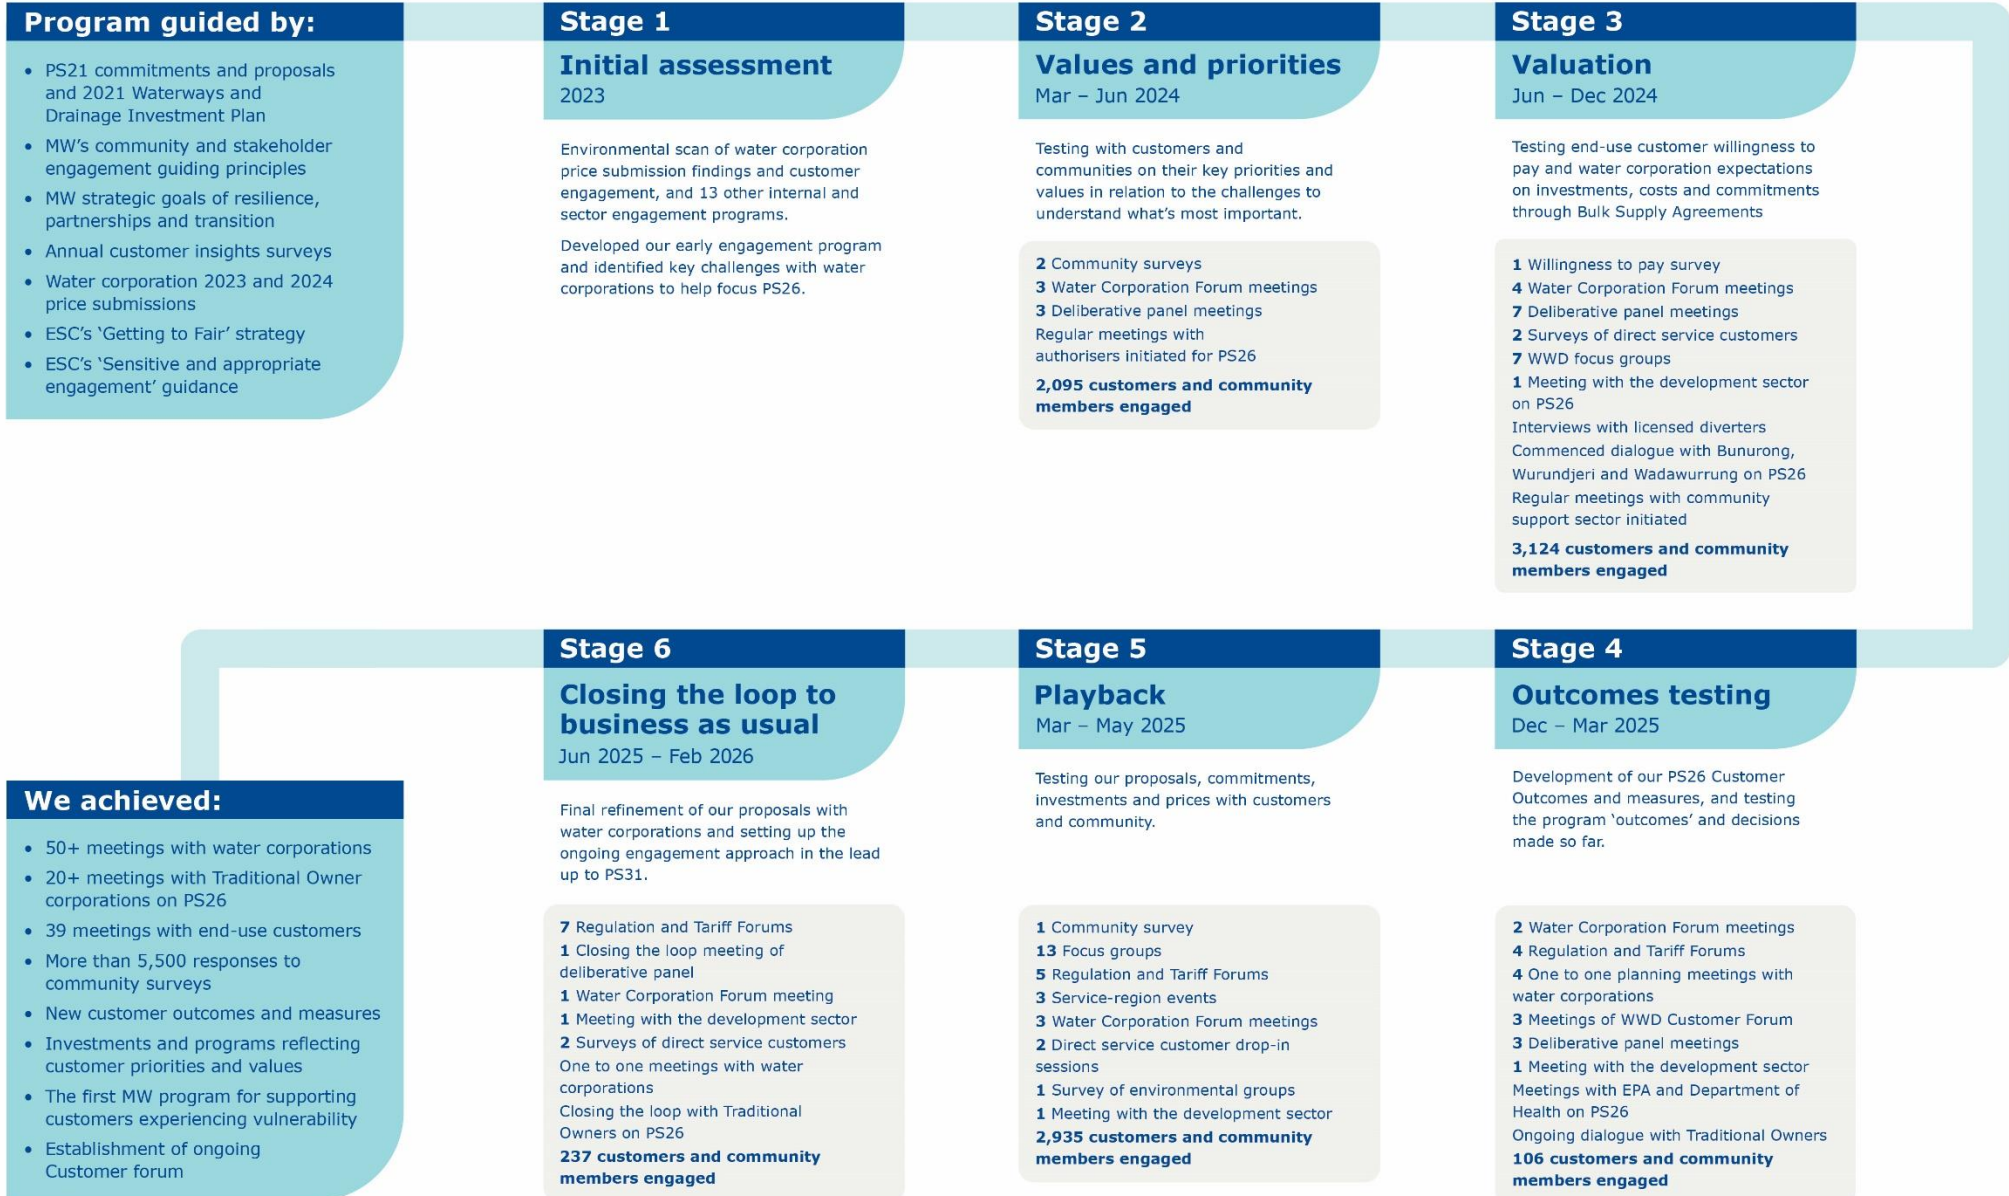 Program guided by:
• PS21 commitments and proposals
and 2021 Waterways and
Drainage Investment Plan
• MW's community and stakeholder
engagement guiding principles
• MW strategic goals of resilience,
partnerships and transition
• Annual customer insights surveys
• Water corporation 2023 and 2024
price submissions
• ESC's ‘Getting to Fair’ strategy
• ESC's ‘Sensitive and appropriate
engagement’ guidance
Stage 1
Initial assessment
2023
Environmental scan of water corporation
price submission findings and customer
engagement, and 13 other internal and
sector engagement programs.
Developed our early engagement program
and identified key challenges with water
corporations to help focus PS26.
Stage 2
Values and priorities
Mar – Jun 2024
Testing with customers and
communities on their key priorities and
values in relation to the challenges to
understand what's most important.
2 Community surveys
3 Water Corporation Forum meetings
3 Deliberative panel meetings
Regular meetings with
authorisers initiated for PS26
2,095 customers and community
members engaged
Stage 3
Valuation
Jun – Dec 2024
Testing end-use customer willingness to
pay and water corporation expectations
on investments, costs and commitments
through Bulk Supply Agreements
1 Willingness to pay survey
4 Water Corporation Forum meetings
7 Deliberative panel meetings
2 Surveys of direct service customers
7 WWD focus groups
1 Meeting with the development sector
on PS26
Interviews with licensed diverters
Commenced dialogue with Bunurong,
Wurundjeri and Wadawurrung on PS26
Regular meetings with community
support sector initiated
3,124 customers and community
members engaged
Stage 4
Outcomes testing
Dec – Mar 2025
Development of our PS26 Customer
Outcomes and measures, and testing
the program ‘outcomes’ and decisions
made so far.
2 Water Corporation Forum meetings
4 Regulation and Tariff Forums
4 One to one planning meetings with
water corporations
3 Meetings of WWD Customer Forum
3 Deliberative panel meetings
1 Meeting with the development sector
Meetings with EPA and Department of
Health on PS26
Ongoing dialogue with Traditional Owners
106 customers and community
members engaged
Stage 5
Playback
Mar – May 2025
Testing our proposals, commitments,
investments and prices with customers
and community.
1 Community survey
13 Focus groups
5 Regulation and Tariff Forums
3 Service-region events
3 Water Corporation Forum meetings
2 Direct service customer drop-in
sessions
1 Survey of environmental groups
1 Meeting with the development sector
2,935 customers and community
members engaged
Stage 6
Closing the loop to
business as usual
Jun 2025 – Feb 2026
Final refinement of our proposals with
water corporations and setting up the
ongoing engagement approach in the lead
up to PS31.
7 Regulation and Tariff Forums
1 Closing the loop meeting of
deliberative panel
1 Water Corporation Forum meeting
1 Meeting with the development sector
2 Surveys of direct service customers
One to one meetings with water
corporations
Closing the loop with Traditional
Owners on PS26
237 customers and community
members engaged
We achieved:
• 50+ meetings with water corporations
• 20+ meetings with Traditional Owner
corporations on PS26
• 39 meetings with end-use customers
• More than 5,500 responses to
community surveys
• New customer outcomes and measures
• Investments and programs reflecting
customer priorities and values
• The first MW program for supporting
customers experiencing vulnerability
• Establishment of ongoing
Customer forum